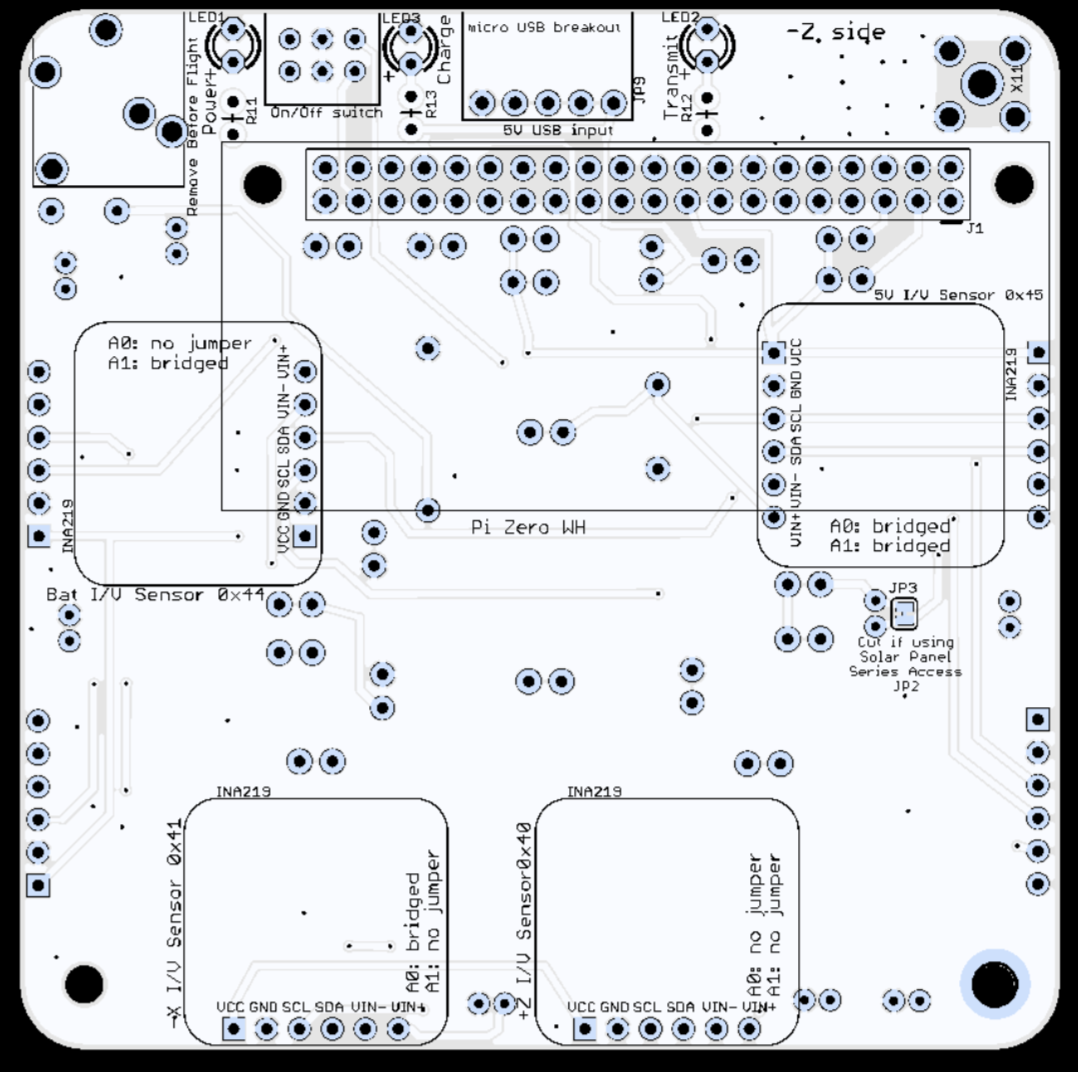 LED1
LED3
LED2
micro USB breakout
-Z side
Remove Before Flight
Power
+
R11
On/Off switch
+
R13
Charge
JP9
5V USB input
Transmit
+
R12
X11
J1
5V I/V Sensor 0x45
A0: no jumper
A1: bridged
VIN+
VIN-
SDA
SCL
GND
VCC
INA219
Bat I/V Sensor 0x44
VCC
GND
SCL
SDA
VIN-
VIN+
INA219
A0: bridged
A1: bridged
Pi Zero WH
JP3
Cut if using
Solar Panel
Series Access
JP2
INA219
-X I/V Sensor 0x41
A0: bridged
A1: no jumper
VCC GND SCL SDA VIN- VIN+
INA219
+Z I/V Sensor0x40
A0: no jumper
A1: no jumper
VCC GND SCL SDA VIN- VIN+